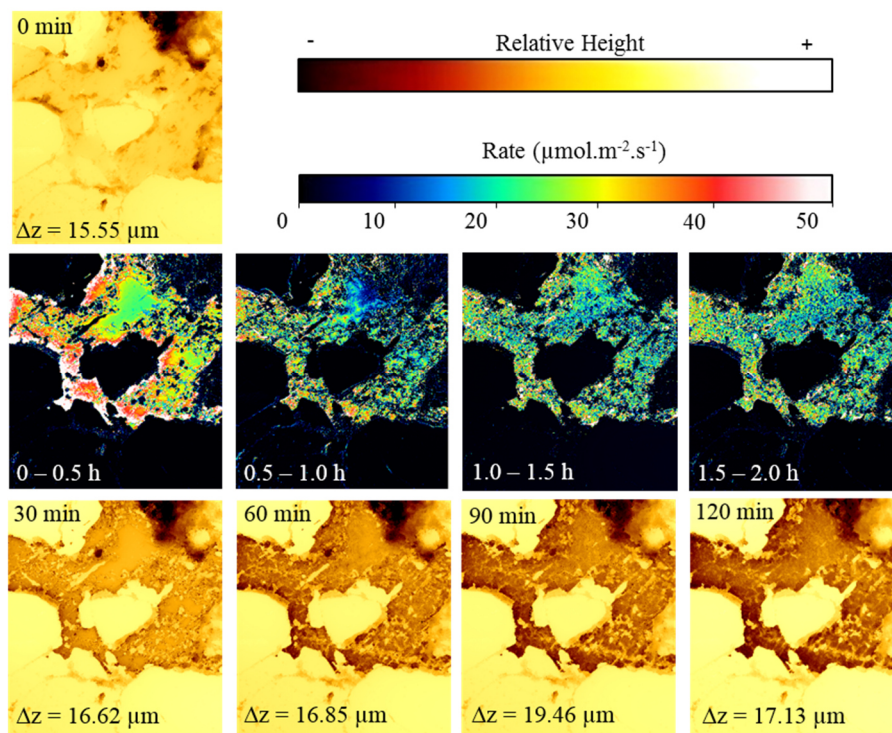 0 min
- Relative Height +
Δz = 15.55 μm
Rate (μmol.m⁻².s⁻¹)
0 10 20 30 40 50
0 – 0.5 h
0.5 – 1.0 h
1.0 – 1.5 h
1.5 – 2.0 h
30 min
60 min
90 min
120 min
Δz = 16.62 μm
Δz = 16.85 μm
Δz = 19.46 μm
Δz = 17.13 μm